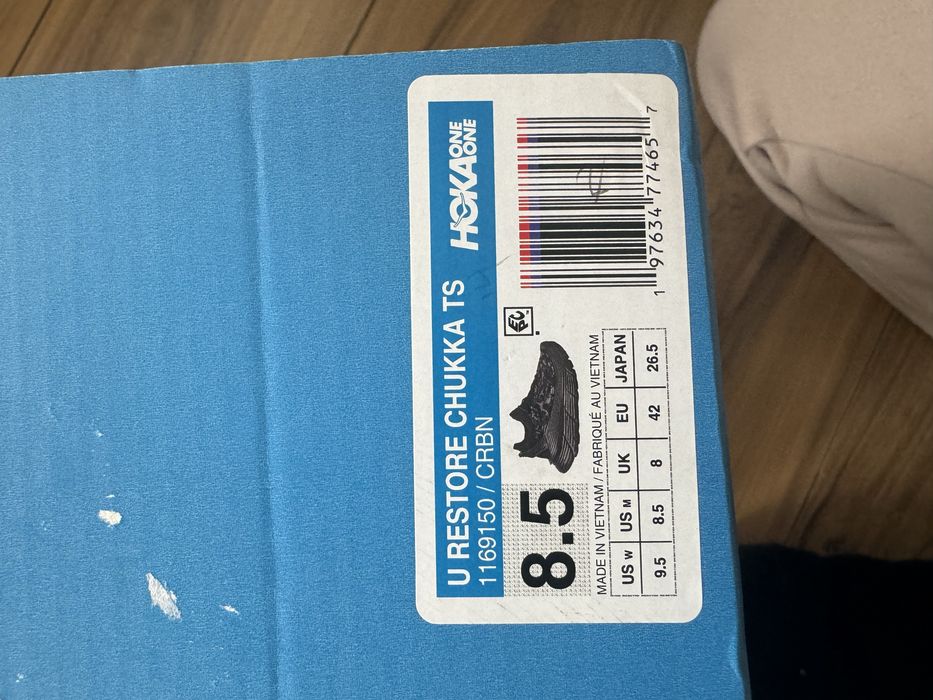 U RESTORE CHUKKA TS
1169150 / CRBN
HOKA ONE ONE
8.5
MADE IN VIETNAM / FABRIQUÉ AU VIETNAM
US W US M UK EU JAPAN
9.5 8.5 8 42 26.5
1 97634 77465 7